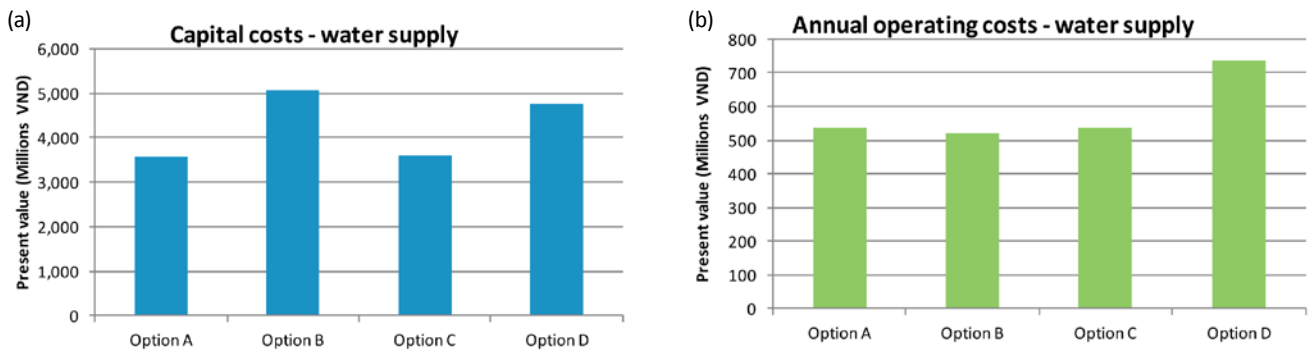 (a)
Capital costs - water supply
Present value (Millions VND)
6,000
5,000
4,000
3,000
2,000
1,000
0
Option A Option B Option C Option D
(b)
Annual operating costs - water supply
Present value (Millions VND)
800
700
600
500
400
300
200
100
0
Option A Option B Option C Option D